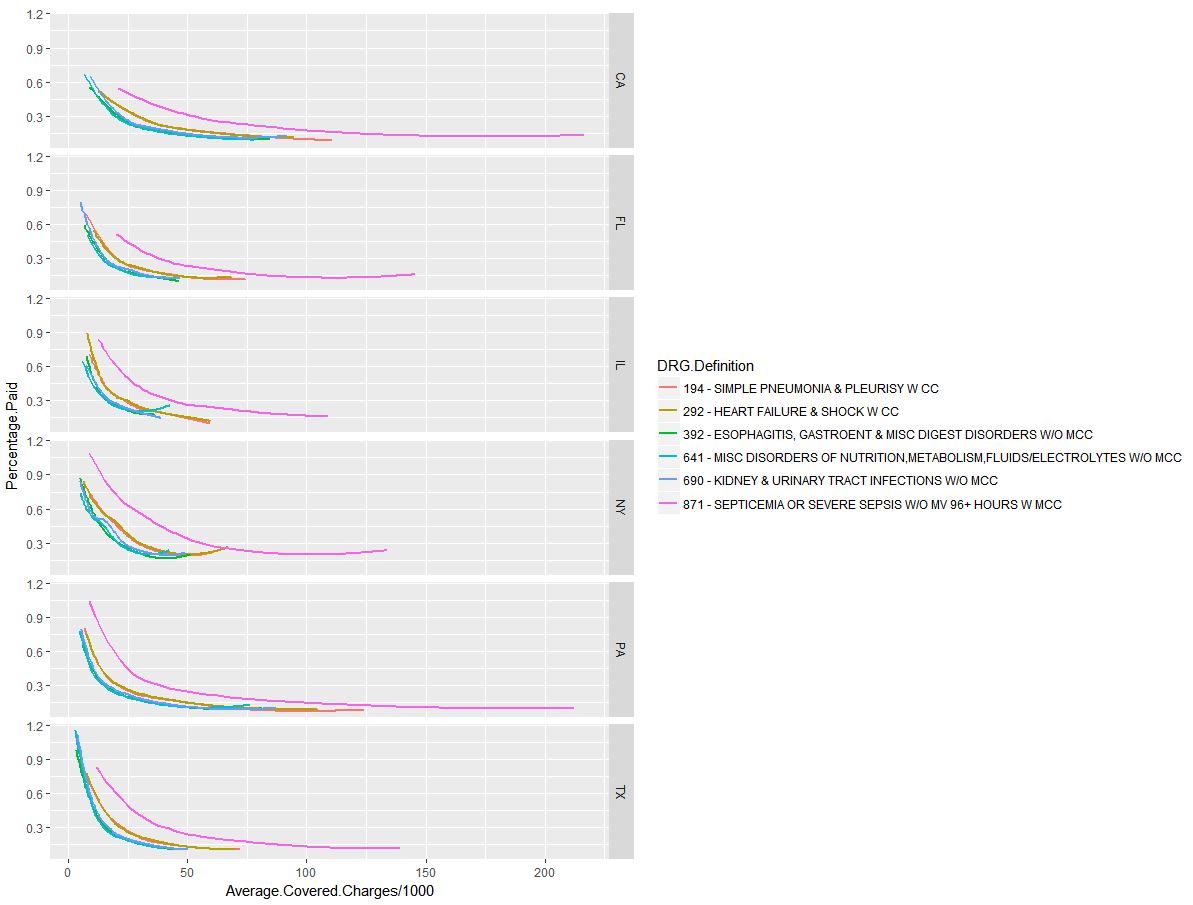 1.2
0.9
0.6
0.3
CA
1.2
0.9
0.6
0.3
FL
1.2
0.9
0.6
0.3
IL
1.2
0.9
0.6
0.3
NY
1.2
0.9
0.6
0.3
PA
1.2
0.9
0.6
0.3
TX
0 50 100 150 200
Average.Covered.Charges/1000
Percentage.Paid
DRG.Definition
194 - SIMPLE PNEUMONIA & PLEURISY W CC
292 - HEART FAILURE & SHOCK W CC
392 - ESOPHAGITIS, GASTROENT & MISC DIGEST DISORDERS W/O MCC
641 - MISC DISORDERS OF NUTRITION,METABOLISM,FLUIDS/ELECTROLYTES W/O MCC
690 - KIDNEY & URINARY TRACT INFECTIONS W/O MCC
871 - SEPTICEMIA OR SEVERE SEPSIS W/O MV 96+ HOURS W MCC